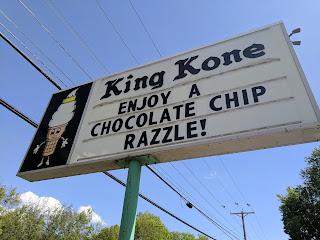 King Kone
ENJOY A
CHOCOLATE CHIP
RAZZLE!